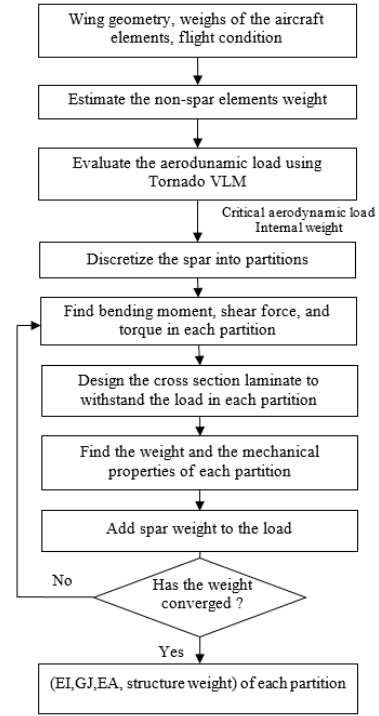 Wing geometry, weighs of the aircraft
elements, flight condition
Estimate the non-spar elements weight
Evaluate the aerodunamic load using
Tornado VLM
Critical aerodynamic load
Internal weight
Discretize the spar into partitions
Find bending moment, shear force, and
torque in each partition
Design the cross section laminate to
withstand the load in each partition
Find the weight and the mechanical
properties of each partition
Add spar weight to the load
No
Has the weight
converged ?
Yes
(EI,GJ,EA, structure weight) of each partition